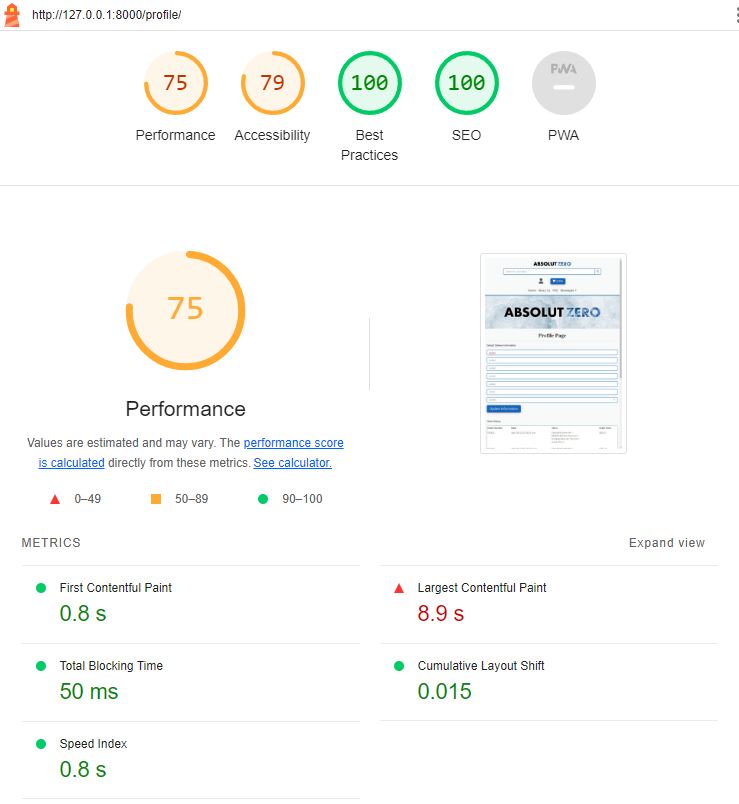 http://127.0.0.1:8000/profile/
75
79
100
100
PWA
Performance
Accessibility
Best
Practices
SEO
PWA
75
Performance
Values are estimated and may vary. The performance score
is calculated directly from these metrics. See calculator.
0–49
50–89
90–100
ABSOLUT ZERO
ABSOLUT ZERO
Profile Page
Update Information
METRICS
Expand view
First Contentful Paint
0.8 s
Largest Contentful Paint
8.9 s
Total Blocking Time
50 ms
Cumulative Layout Shift
0.015
Speed Index
0.8 s